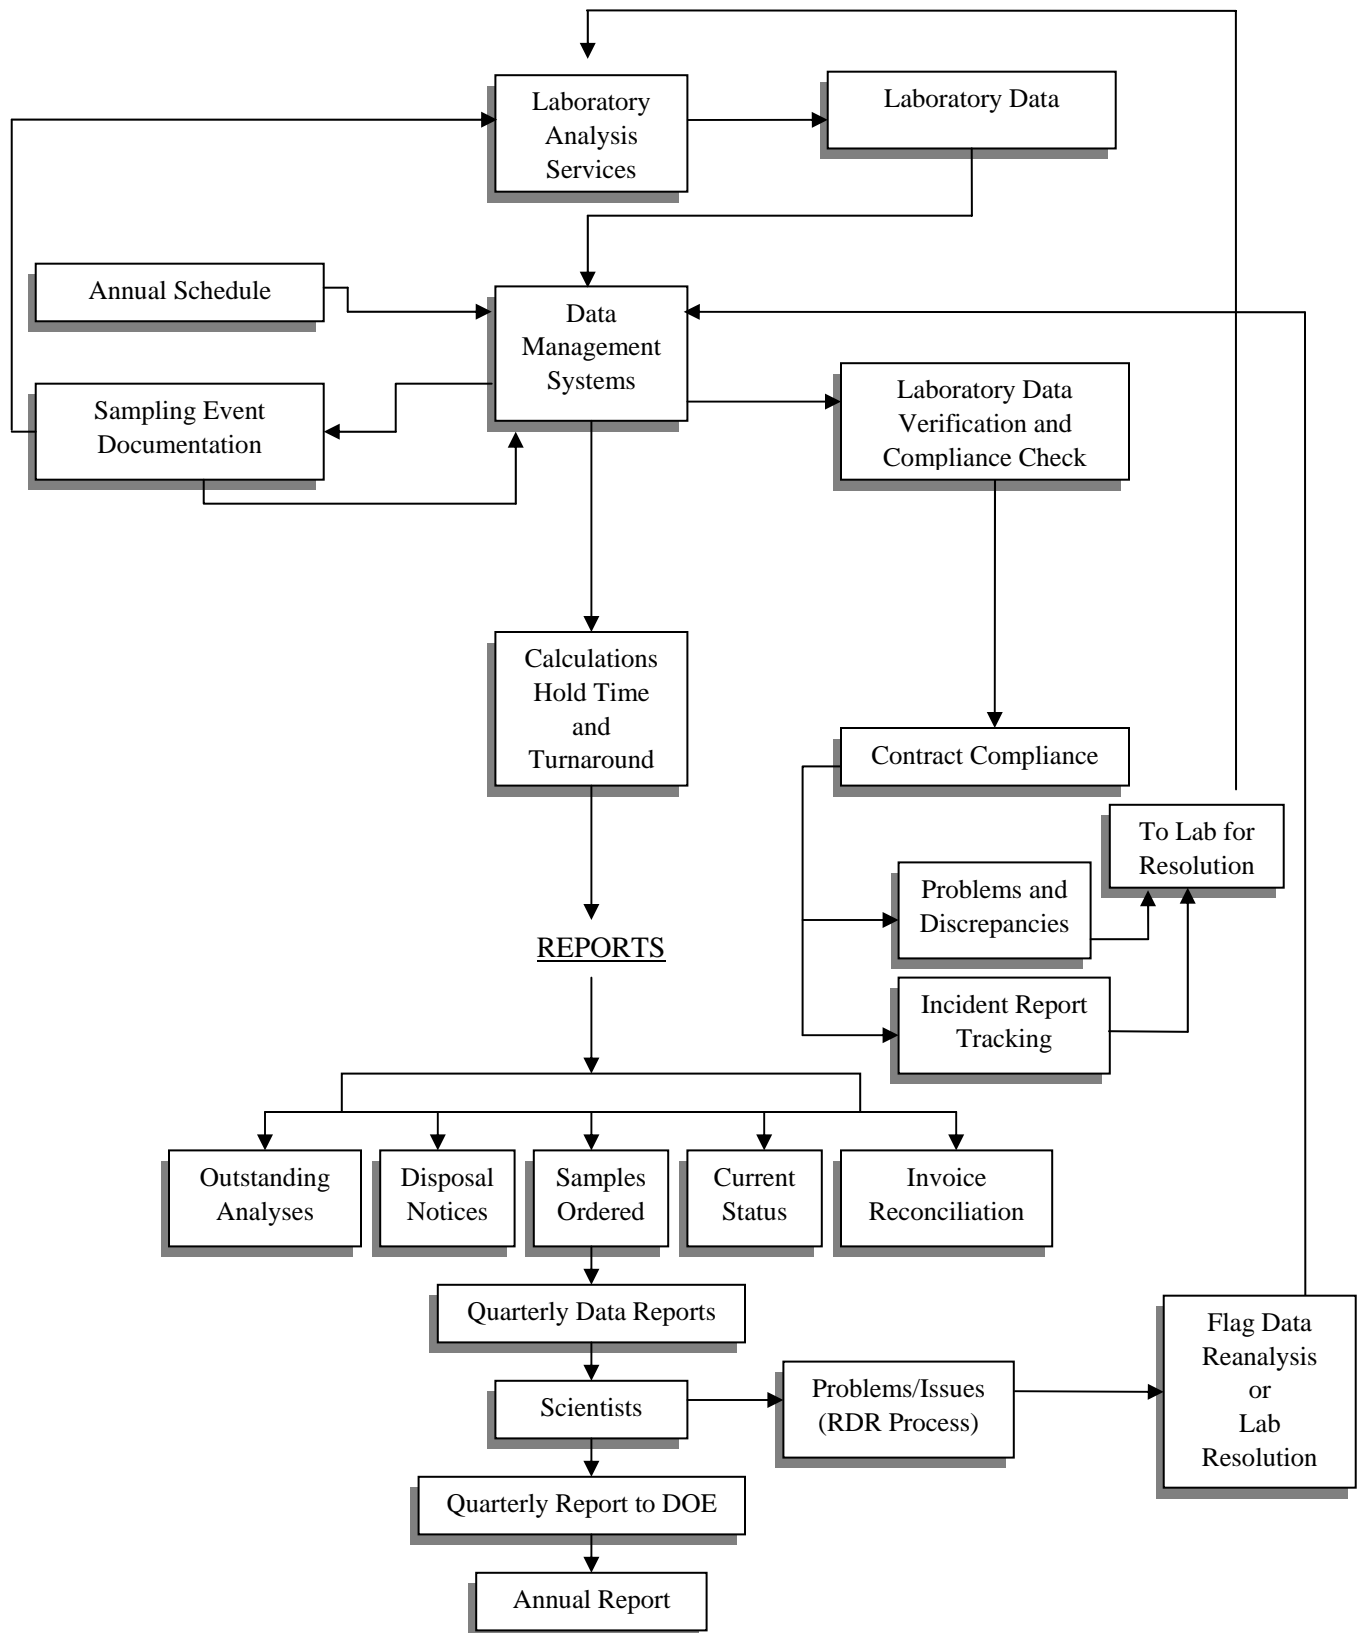 Laboratory
Analysis
Services
Laboratory Data
Annual Schedule
Data
Management
Systems
Sampling Event
Documentation
Laboratory Data
Verification and
Compliance Check
Calculations
Hold Time
and
Turnaround
Contract Compliance
To Lab for
Resolution
Problems and
Discrepancies
REPORTS
Incident Report
Tracking
Outstanding
Analyses
Disposal
Notices
Samples
Ordered
Current
Status
Invoice
Reconciliation
Quarterly Data Reports
Scientists
Problems/Issues
(RDR Process)
Flag Data
Reanalysis
or
Lab
Resolution
Quarterly Report to DOE
Annual Report